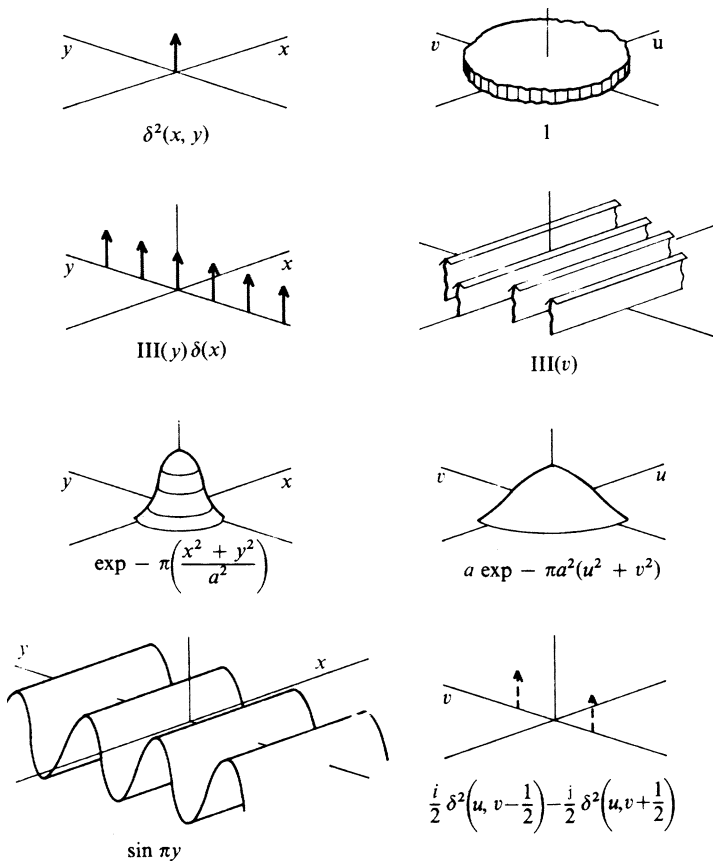 y x v u
δ²(x, y) 1
y x
III(y) δ(x) III(v)
y x v u
exp − π(x² + y² / a²) a exp − πa²(u² + v²)
y x v
i/2 δ²(u, v−1/2)−j/2 δ²(u,v+1/2)
sin πy